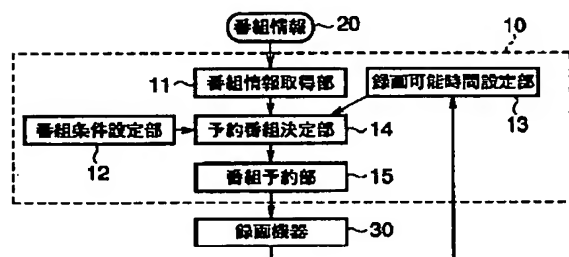 番組情報 20
10
11 番組情報取得部
録画可能時間設定部
13
番組条件設定部
12
予約番組決定部 14
番組予約部 15
録画機器 30